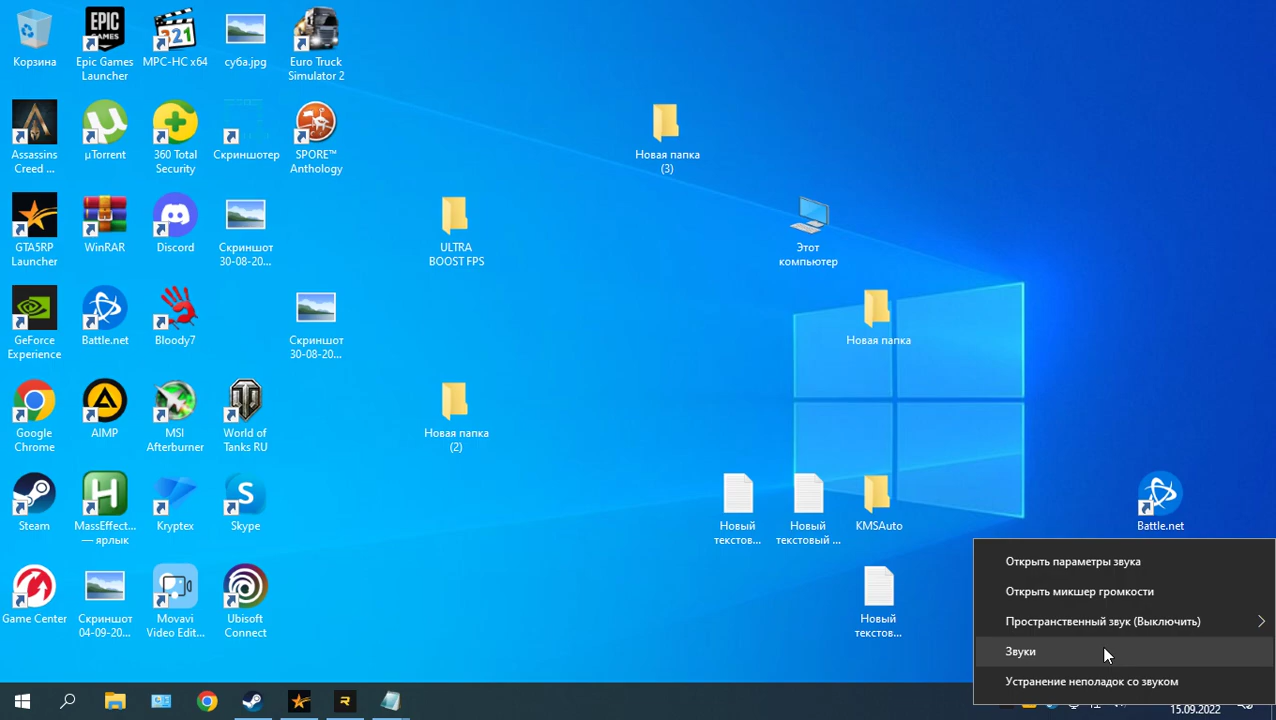 Корзина
Epic Games
Launcher
MPC-HC x64
суба.jpg
Euro Truck
Simulator 2
Assassins
Creed ...
µTorrent
360 Total
Security
Скриншотер
SPORE™
Anthology
Новая папка
(3)
GTA5RP
Launcher
WinRAR
Discord
Скриншот
30-08-20...
ULTRA
BOOST FPS
Этот
компьютер
GeForce
Experience
Battle.net
Bloody7
Скриншот
30-08-20...
Новая папка
Google
Chrome
AIMP
MSI
Afterburner
World of
Tanks RU
Новая папка
(2)
Steam
MassEffect...
— ярлык
Kryptex
Skype
Новый
текстов...
Новый
текстовый ...
KMSAuto
Battle.net
Game Center
Скриншот
04-09-20...
Movavi
Video Edit...
Ubisoft
Connect
Новый
текстов...
Открыть параметры звука
Открыть микшер громкости
Пространственный звук (Выключить)
Звуки
Устранение неполадок со звуком
15.09.2022